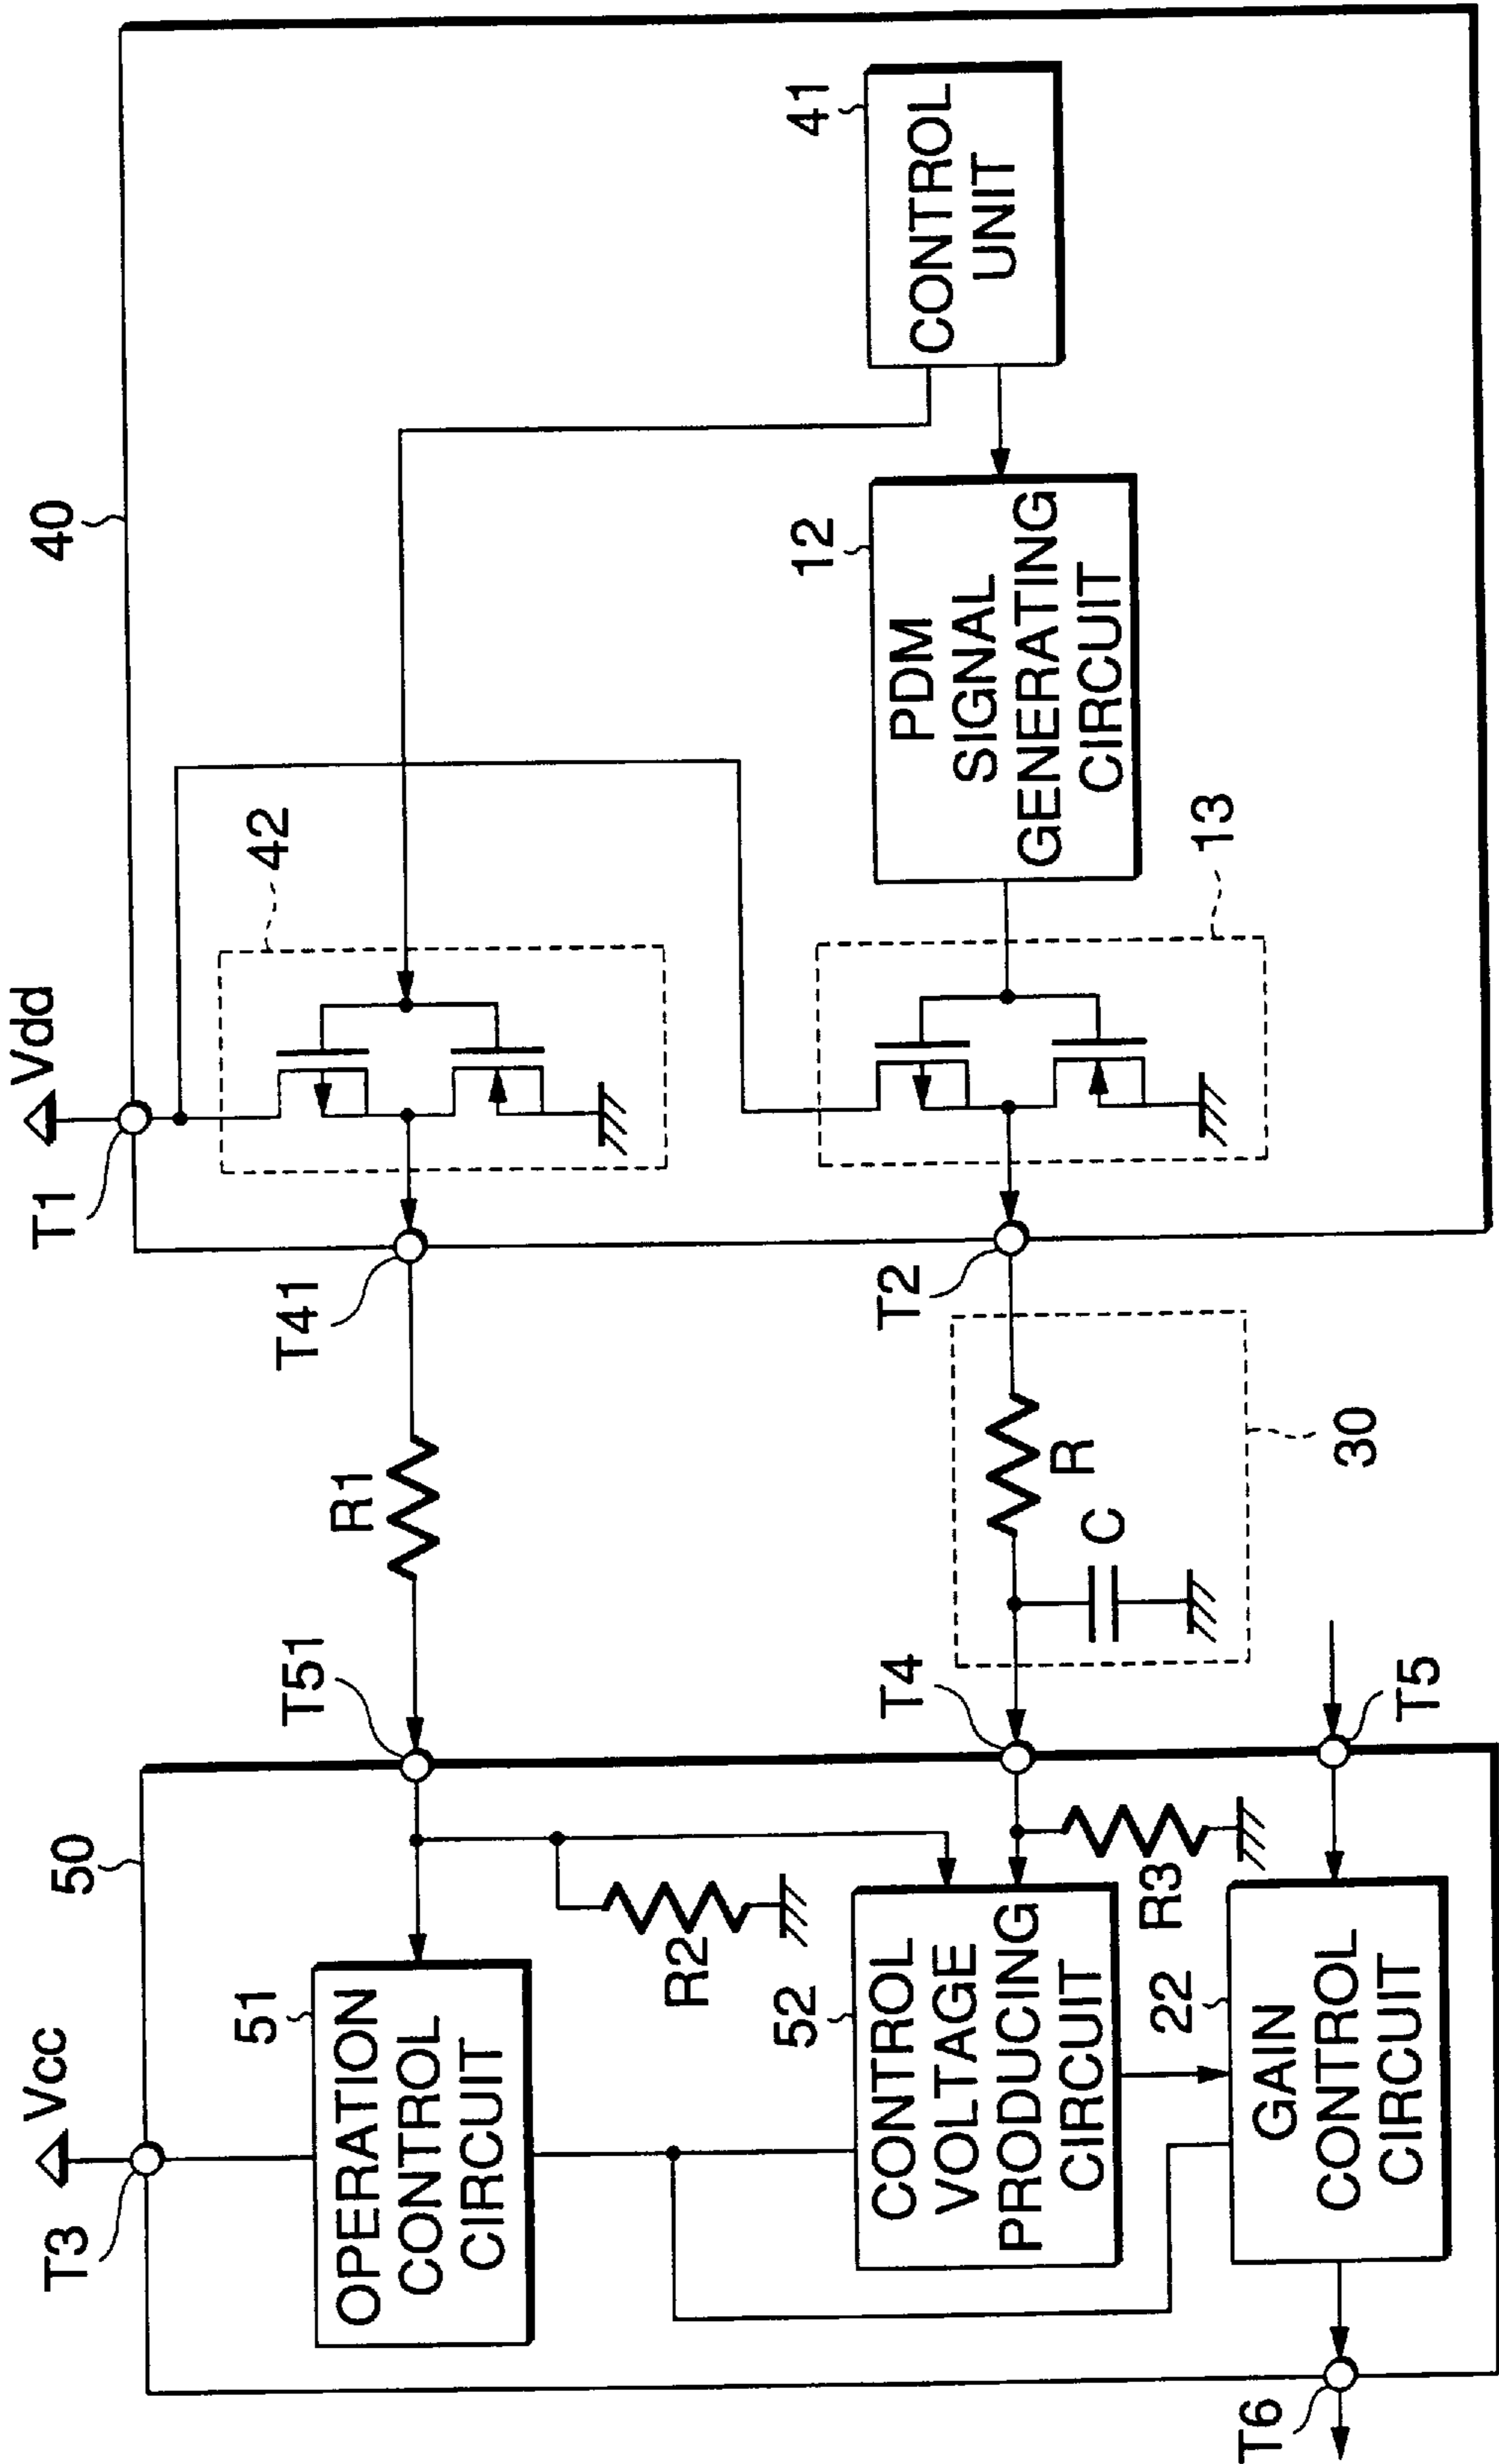 Vcc
T3
50
51
OPERATION
CONTROL
CIRCUIT
T51
R1
T41
T1
Vdd
40
42
R2
52
CONTROL
VOLTAGE
PRODUCING
CIRCUIT
T4
R
C
30
T2
12
PDM
SIGNAL
GENERATING
CIRCUIT
13
41
CONTROL
UNIT
R3
22
GAIN
CONTROL
CIRCUIT
T5
T6